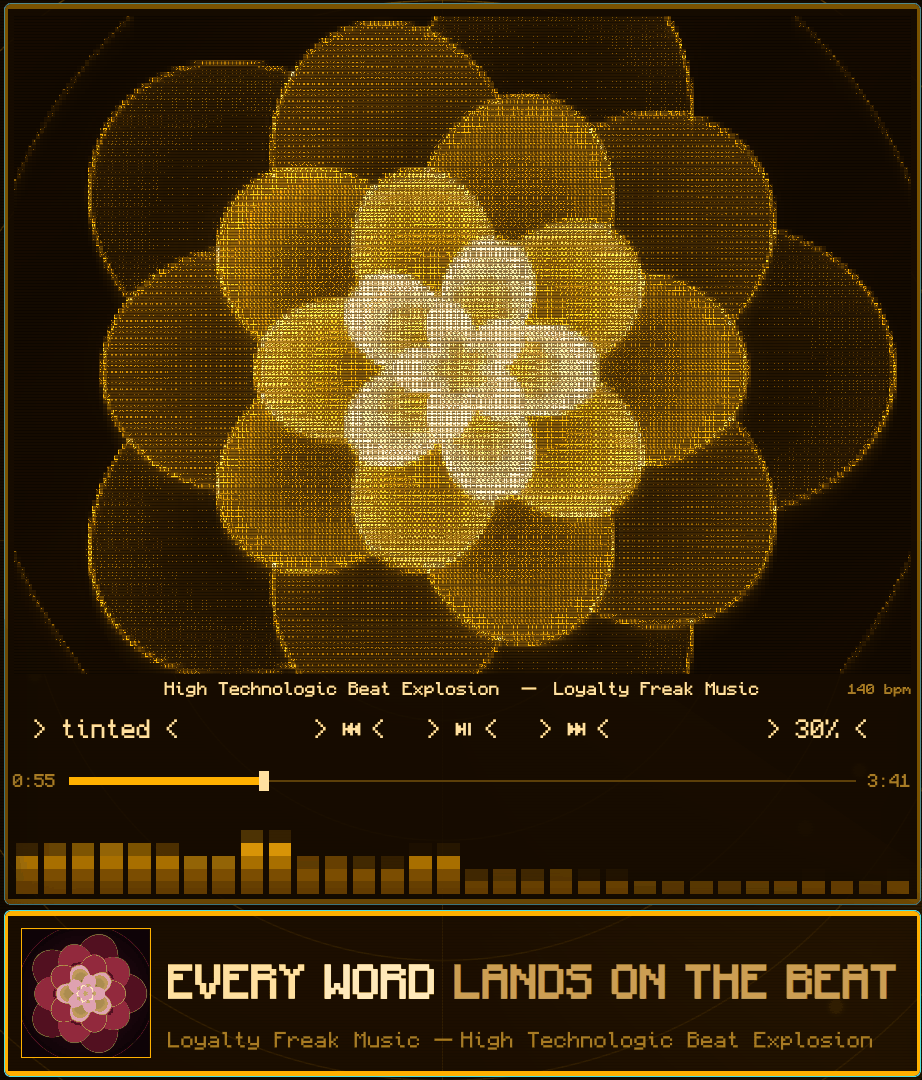 High Technologic Beat Explosion — Loyalty Freak Music
140 bpm
> tinted < > ⏮ < > ⏯ < > ⏭ < > 30% <
0:55 3:41
EVERY WORD LANDS ON THE BEAT
Loyalty Freak Music — High Technologic Beat Explosion